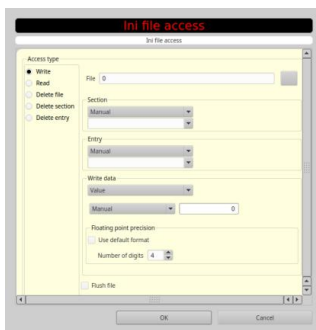 Ini file access
Ini file access
Access type
Write
Read
Delete file
Delete section
Delete entry
File 0
Section
Manual
Entry
Manual
Write data
Value
Manual 0
Floating point precision
Use default format
Number of digits 4
Flush file
OK Cancel